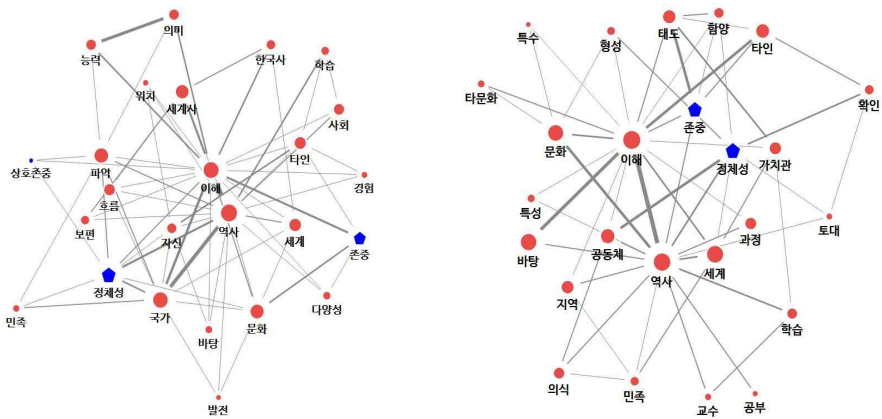 의미
능력
한국사
학습
위치
세계사
사회
타인
상호존중
파악
이해
경험
흐름
보편
역사
자신
세계
존중
정체성
국가
문화
다양성
민족
바탕
발전
특수
형성
태도
함양
타인
타문화
확인
존중
문화
이해
정체성
가치관
특성
토대
바탕
공동체
과정
역사
세계
지역
학습
의식
민족
교수
공부